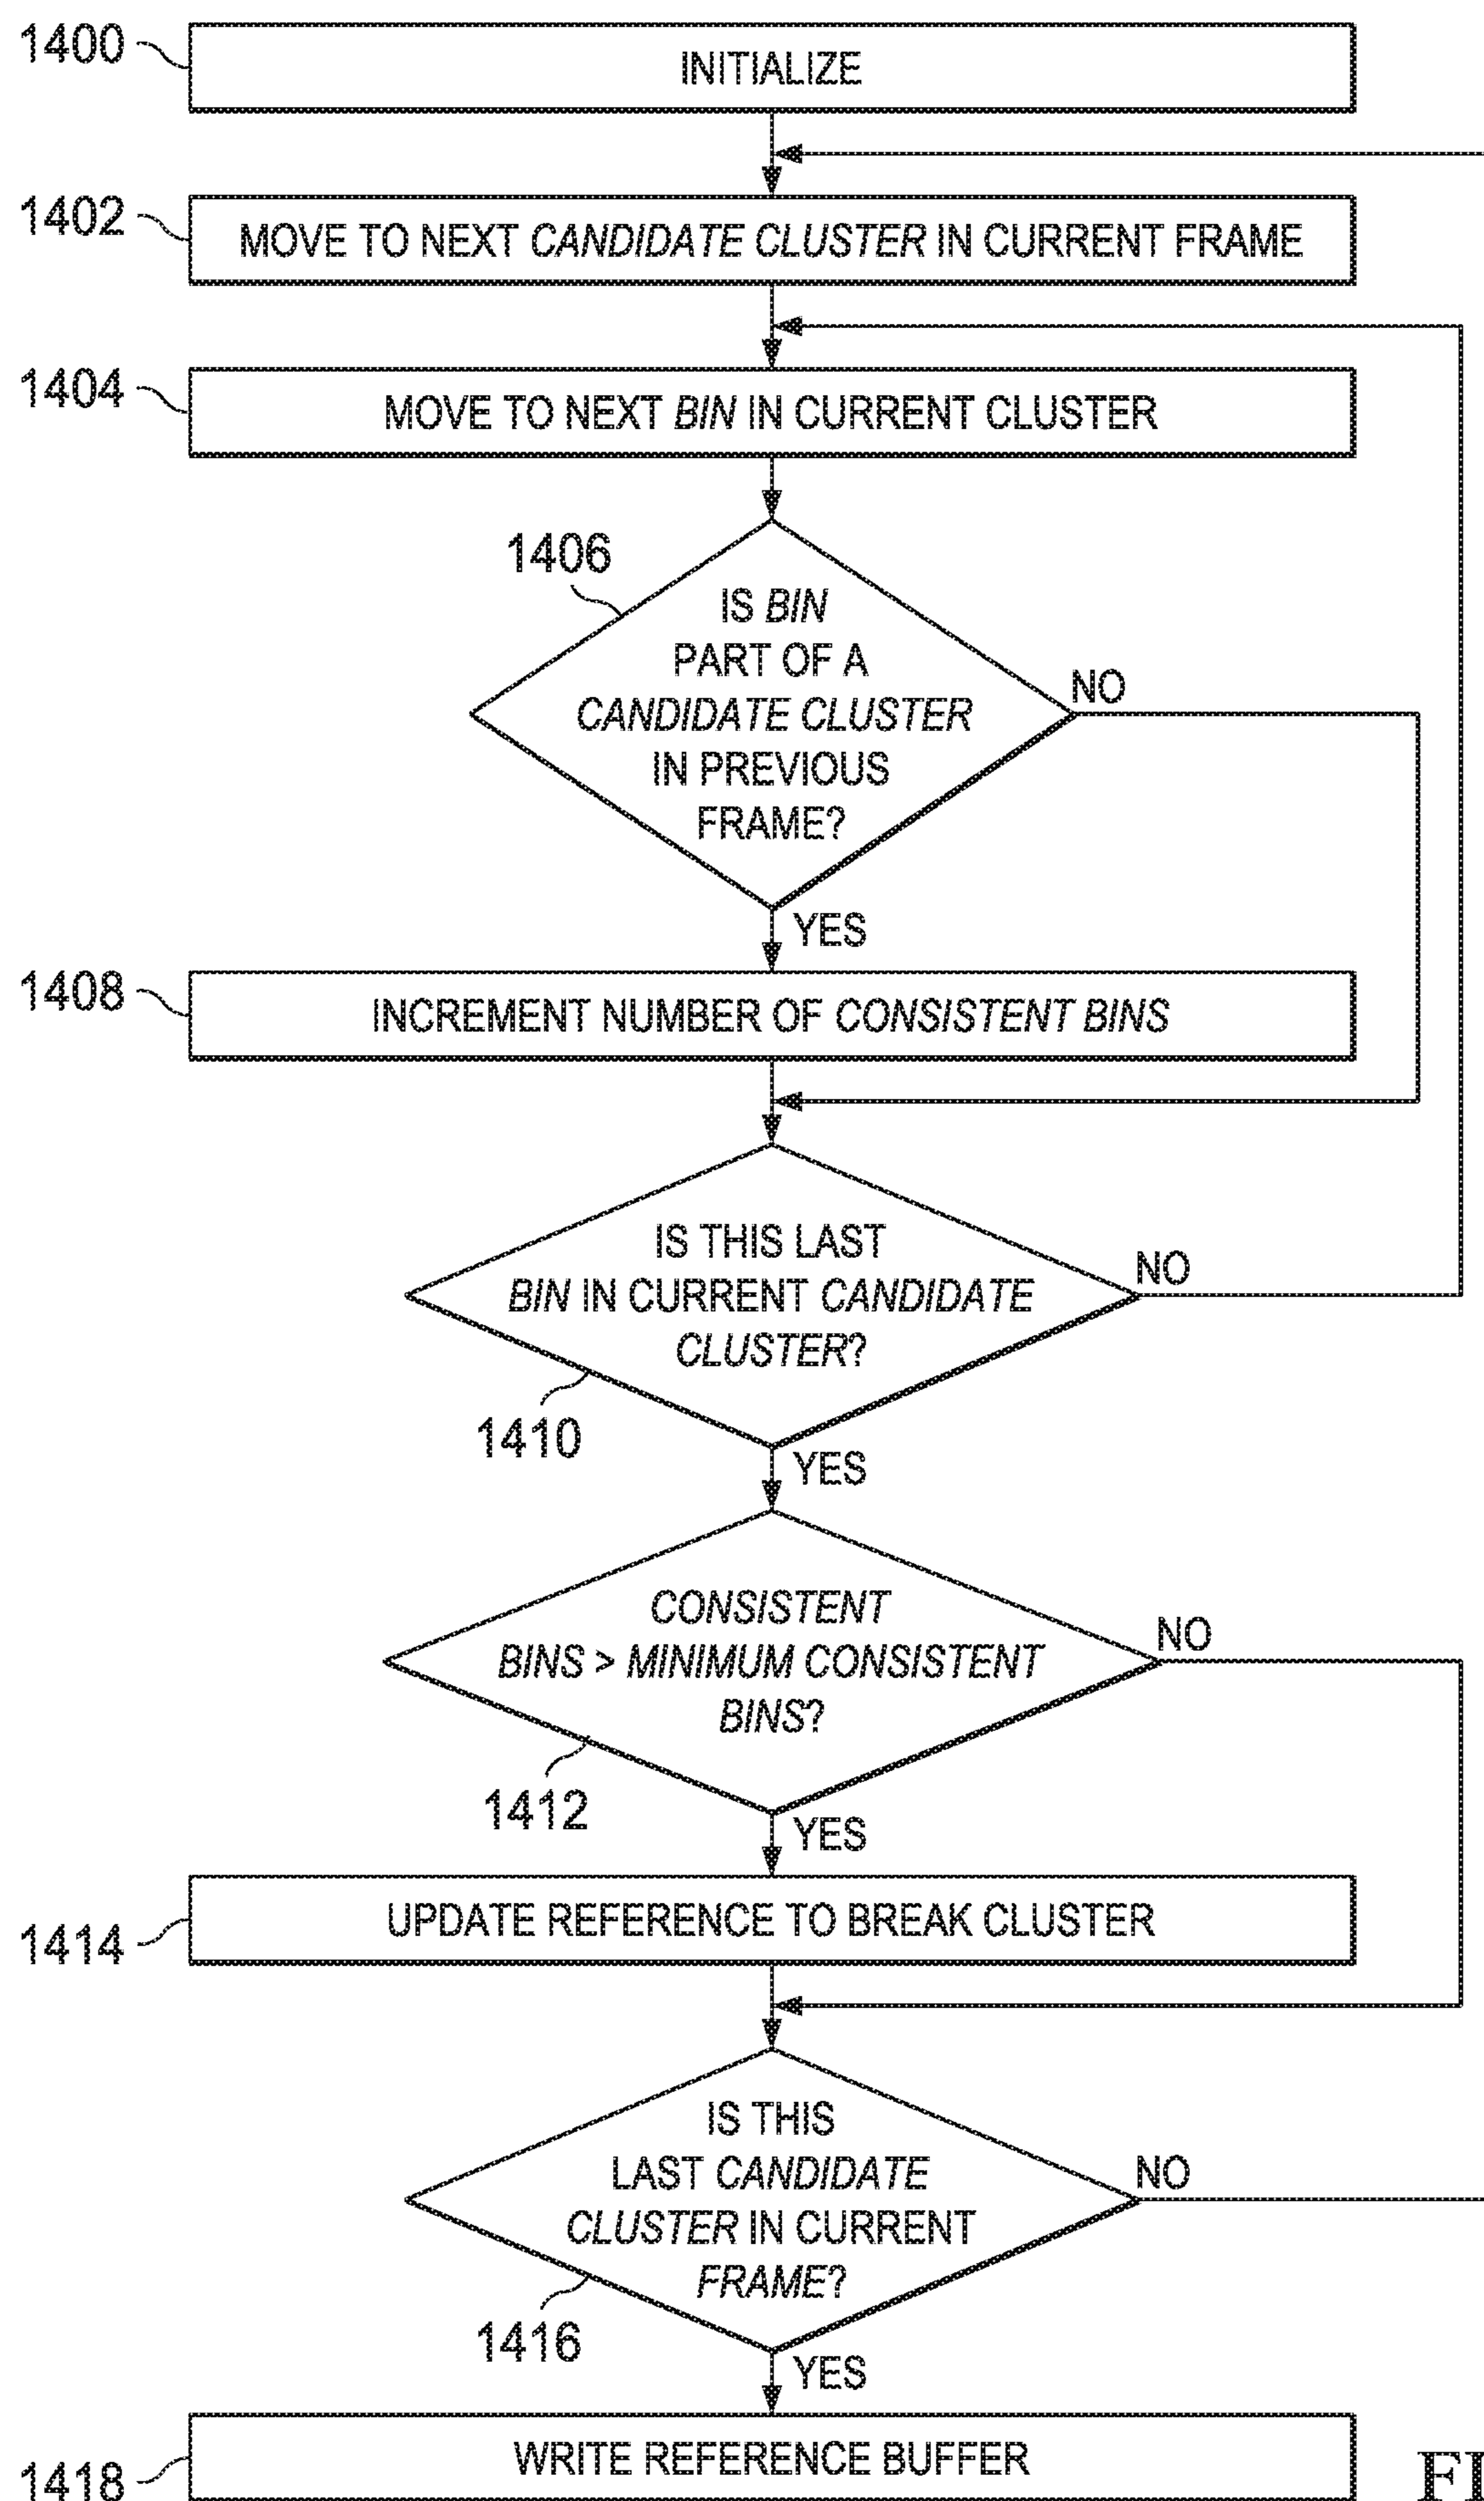 1400
INITIALIZE
1402
MOVE TO NEXT CANDIDATE CLUSTER IN CURRENT FRAME
1404
MOVE TO NEXT BIN IN CURRENT CLUSTER
1406
IS BIN
PART OF A
CANDIDATE CLUSTER
IN PREVIOUS
FRAME?
NO
YES
1408
INCREMENT NUMBER OF CONSISTENT BINS
IS THIS LAST
BIN IN CURRENT CANDIDATE
CLUSTER?
NO
1410
YES
CONSISTENT
BINS > MINIMUM CONSISTENT
BINS?
NO
1412
YES
1414
UPDATE REFERENCE TO BREAK CLUSTER
IS THIS
LAST CANDIDATE
CLUSTER IN CURRENT
FRAME?
NO
1416
YES
1418
WRITE REFERENCE BUFFER